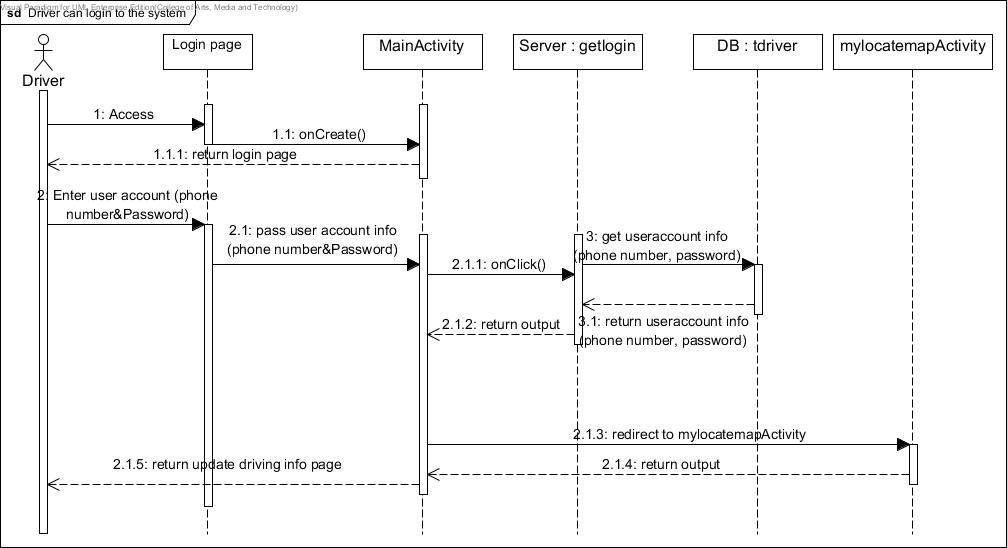 Visual Paradigm for UML Enterprise Edition(College of Arts, Media and Technology)
sd Driver can login to the system
Login page
MainActivity
Server : getlogin
DB : tdriver
mylocatemapActivity
Driver
1: Access
1.1: onCreate()
1.1.1: return login page
2: Enter user account (phone
number&Password)
2.1: pass user account info
(phone number&Password)
3: get useraccount info
(phone number, password)
2.1.1: onClick()
2.1.2: return output
3.1: return useraccount info
(phone number, password)
2.1.3: redirect to mylocatemapActivity
2.1.5: return update driving info page
2.1.4: return output